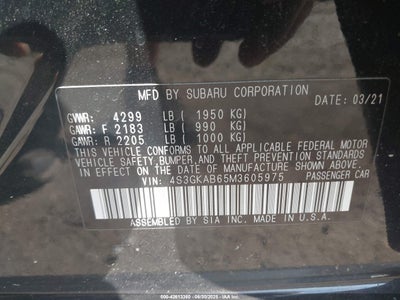 MFD BY SUBARU CORPORATION
DATE: 03/21
GVWR: 4299 LB ( 1950 KG)
GAWR: F 2183 LB ( 990 KG)
GAWR: R 2205 LB ( 1000 KG)
THIS VEHICLE CONFORMS TO ALL APPLICABLE FEDERAL MOTOR
VEHICLE SAFETY, BUMPER, AND THEFT PREVENTION STANDARDS
IN EFFECT ON THE DATE OF MANUFACTURE SHOWN ABOVE.
VIN: 4S3GKAB65M3605975 PASSENGER CAR
ASSEMBLED BY SIA INC. MADE IN U.S.A.